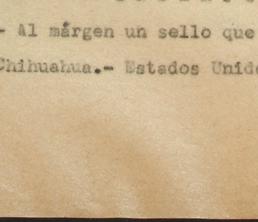 - Al márgen un sello que
Chihuahua.- Estados Unid